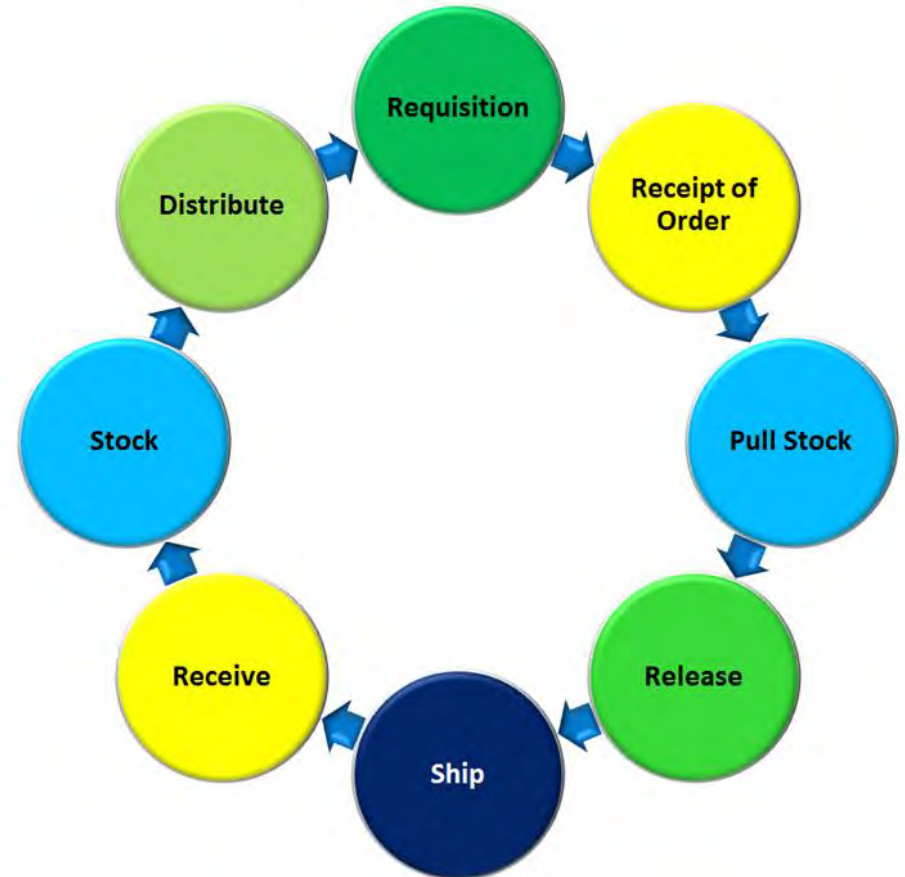 Requisition
Receipt of
Order
Pull Stock
Release
Ship
Receive
Stock
Distribute